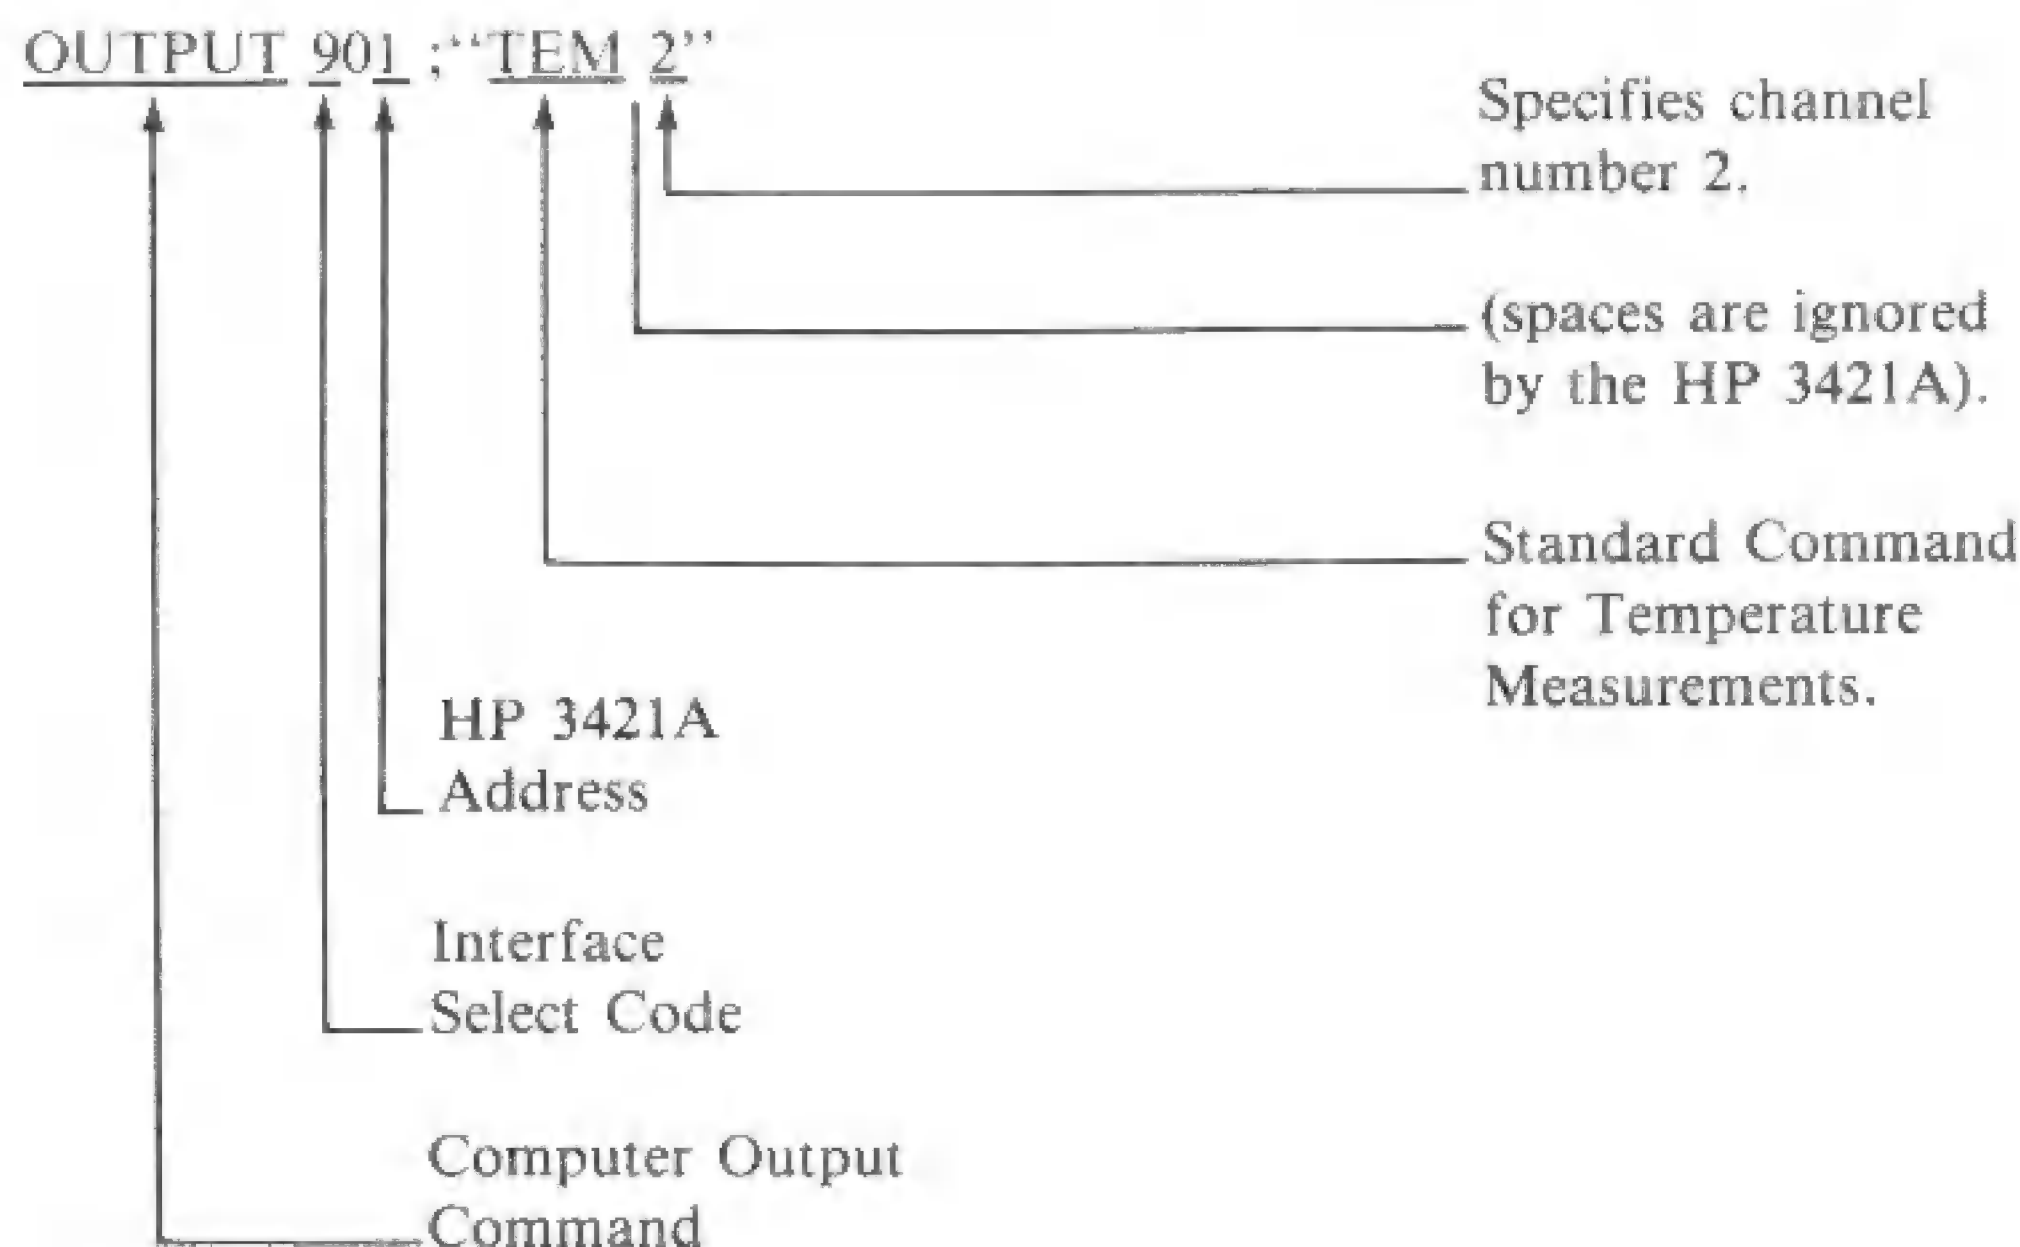 OUTPUT 901 ;“TEM 2”
Specifies channel
number 2.
(spaces are ignored
by the HP 3421A).
Standard Command
for Temperature
Measurements.
HP 3421A
Address
Interface
Select Code
Computer Output
Command